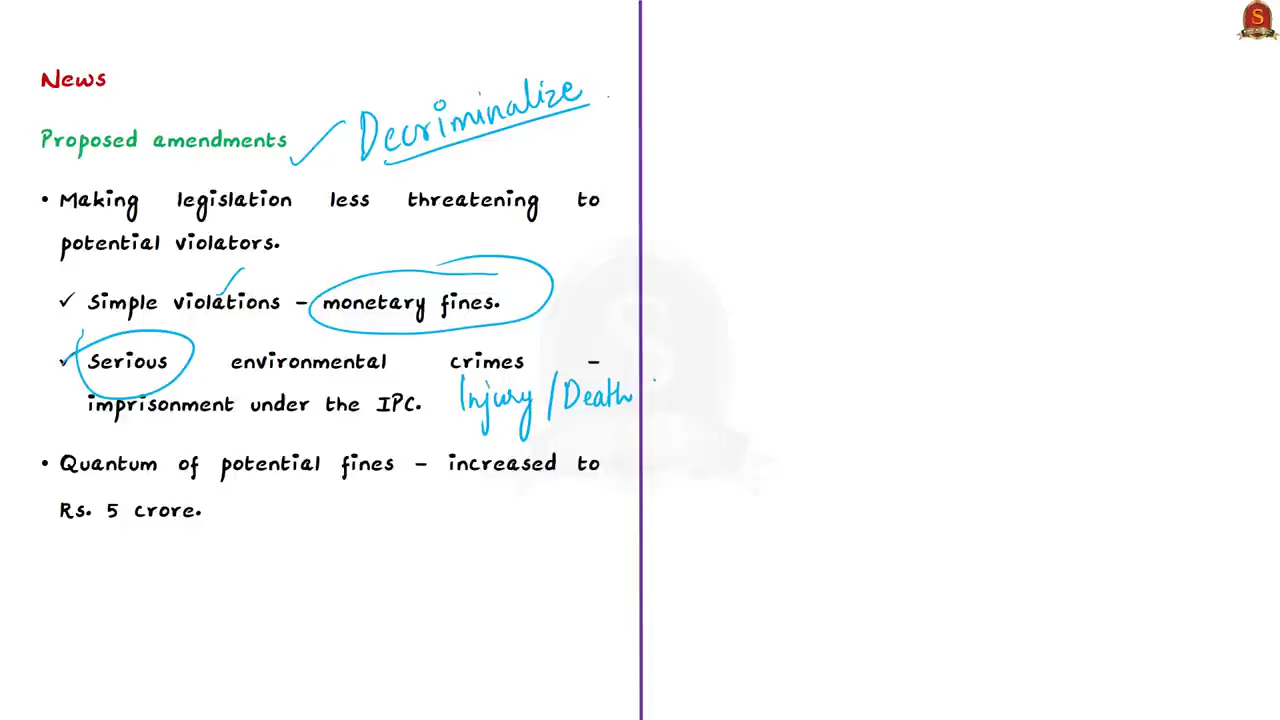 News
Decriminalize
Proposed amendments
• Making legislation less threatening to
potential violators.
✓ Simple violations – monetary fines.
✓ Serious environmental crimes –
imprisonment under the IPC. Injury/Death
• Quantum of potential fines – increased to
Rs. 5 crore.
S